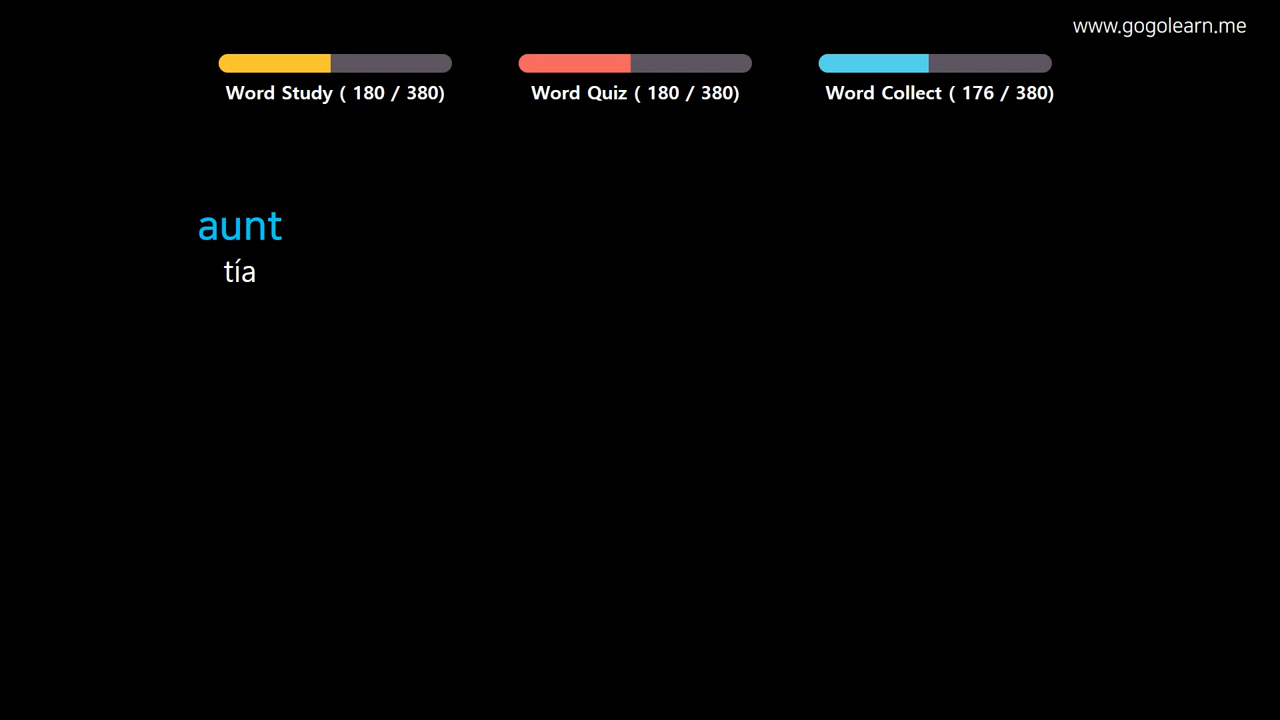 www.gogolearn.me
Word Study ( 180 / 380)
Word Quiz ( 180 / 380)
Word Collect ( 176 / 380)
aunt
tía